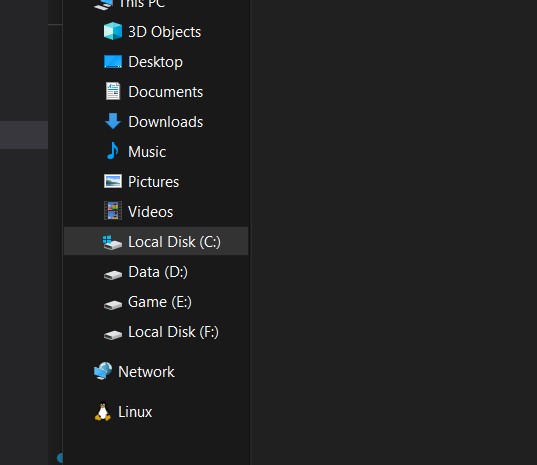 This PC
3D Objects
Desktop
Documents
Downloads
Music
Pictures
Videos
Local Disk (C:)
Data (D:)
Game (E:)
Local Disk (F:)
Network
Linux